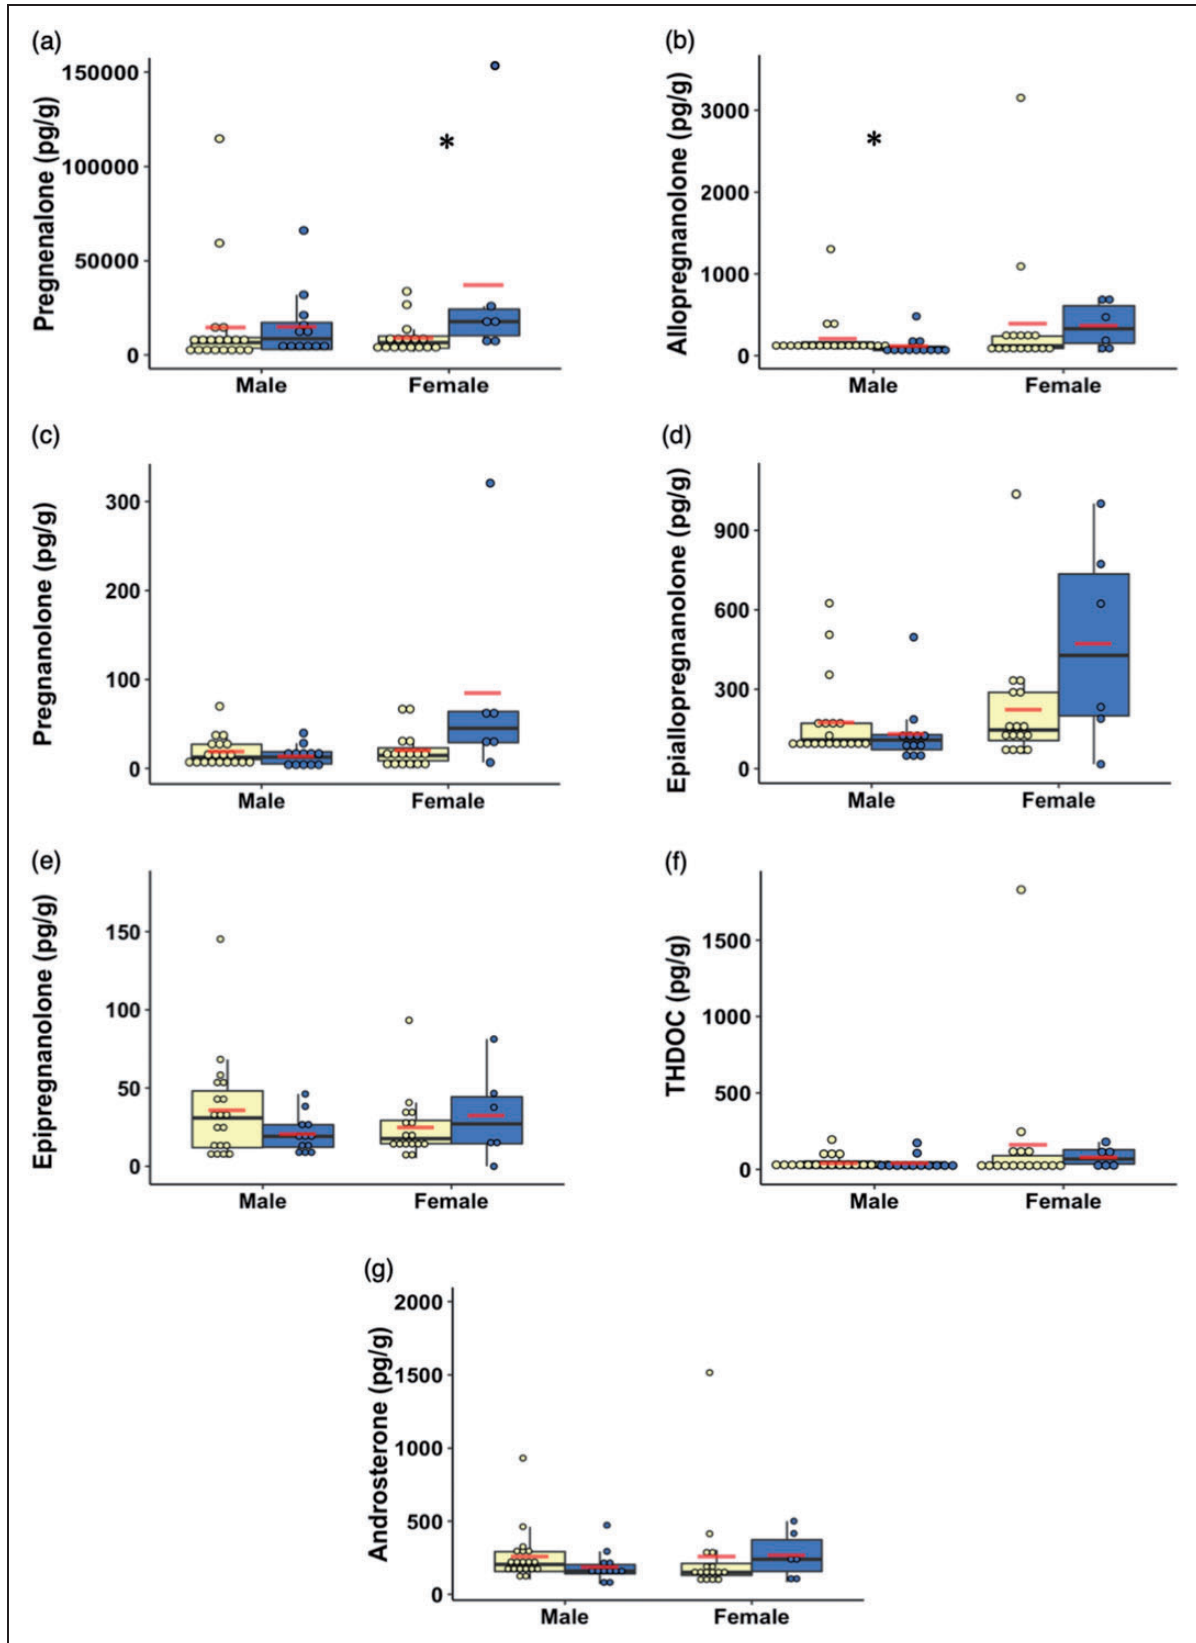 (a)
Pregnenalone (pg/g)
150000
100000
50000
0
*
Male
Female
(b)
Allopregnanolone (pg/g)
3000
2000
1000
0
*
Male
Female
(c)
Pregnanolone (pg/g)
300
200
100
0
Male
Female
(d)
Epiallopregnanolone (pg/g)
900
600
300
0
Male
Female
(e)
Epipregnanolone (pg/g)
150
100
50
0
Male
Female
(f)
THDOC (pg/g)
1500
1000
500
0
Male
Female
(g)
Androsterone (pg/g)
2000
1500
1000
500
0
Male
Female